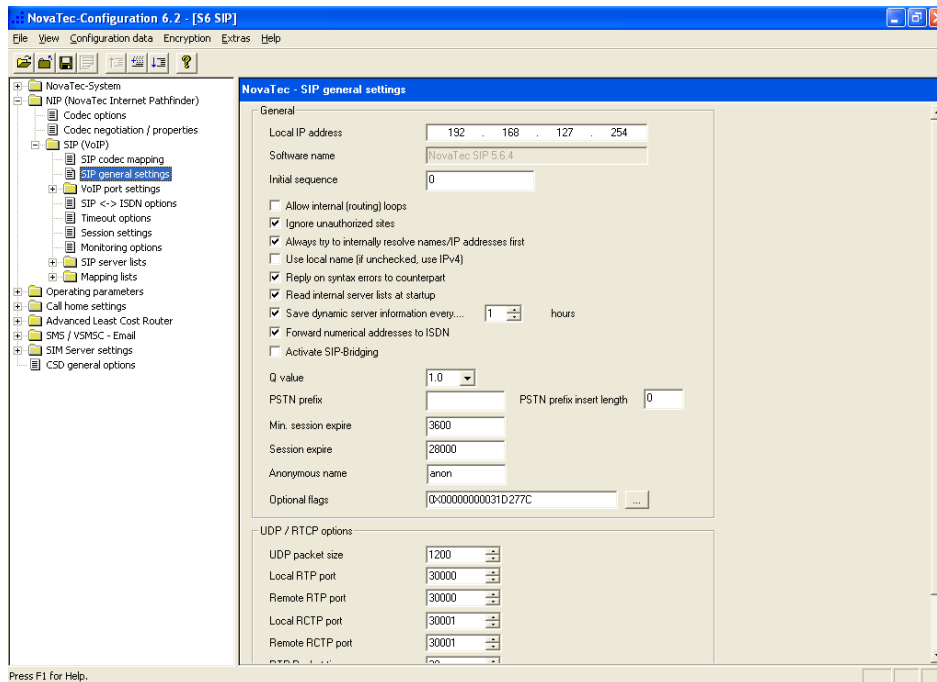 NovaTec-Configuration 6.2 - [S6 SIP]
File View Configuration data Encryption Extras Help
NovaTec-System
NIP (NovaTec Internet Pathfinder)
Codec options
Codec negotiation / properties
SIP (VoIP)
SIP codec mapping
SIP general settings
VoIP port settings
SIP <-> ISDN options
Timeout options
Session settings
Monitoring options
SIP server lists
Mapping lists
Operating parameters
Call home settings
Advanced Least Cost Router
SMS / VSMSC - Email
SIM Server settings
CSD general options
NovaTec - SIP general settings
General
Local IP address 192 . 168 . 127 . 254
Software name NovaTec SIP 5.6.4
Initial sequence 0
Allow internal (routing) loops
Ignore unauthorized sites
Always try to internally resolve names/IP addresses first
Use local name (if unchecked, use IPv4)
Reply on syntax errors to counterpart
Read internal server lists at startup
Save dynamic server information every.... 1 hours
Forward numerical addresses to ISDN
Activate SIP-Bridging
Q value 1.0
PSTN prefix PSTN prefix insert length 0
Min. session expire 3600
Session expire 28000
Anonymous name anon
Optional flags 0X00000000031D277C ...
UDP / RTCP options
UDP packet size 1200
Local RTP port 30000
Remote RTP port 30000
Local RCTP port 30001
Remote RCTP port 30001
Press F1 for Help.